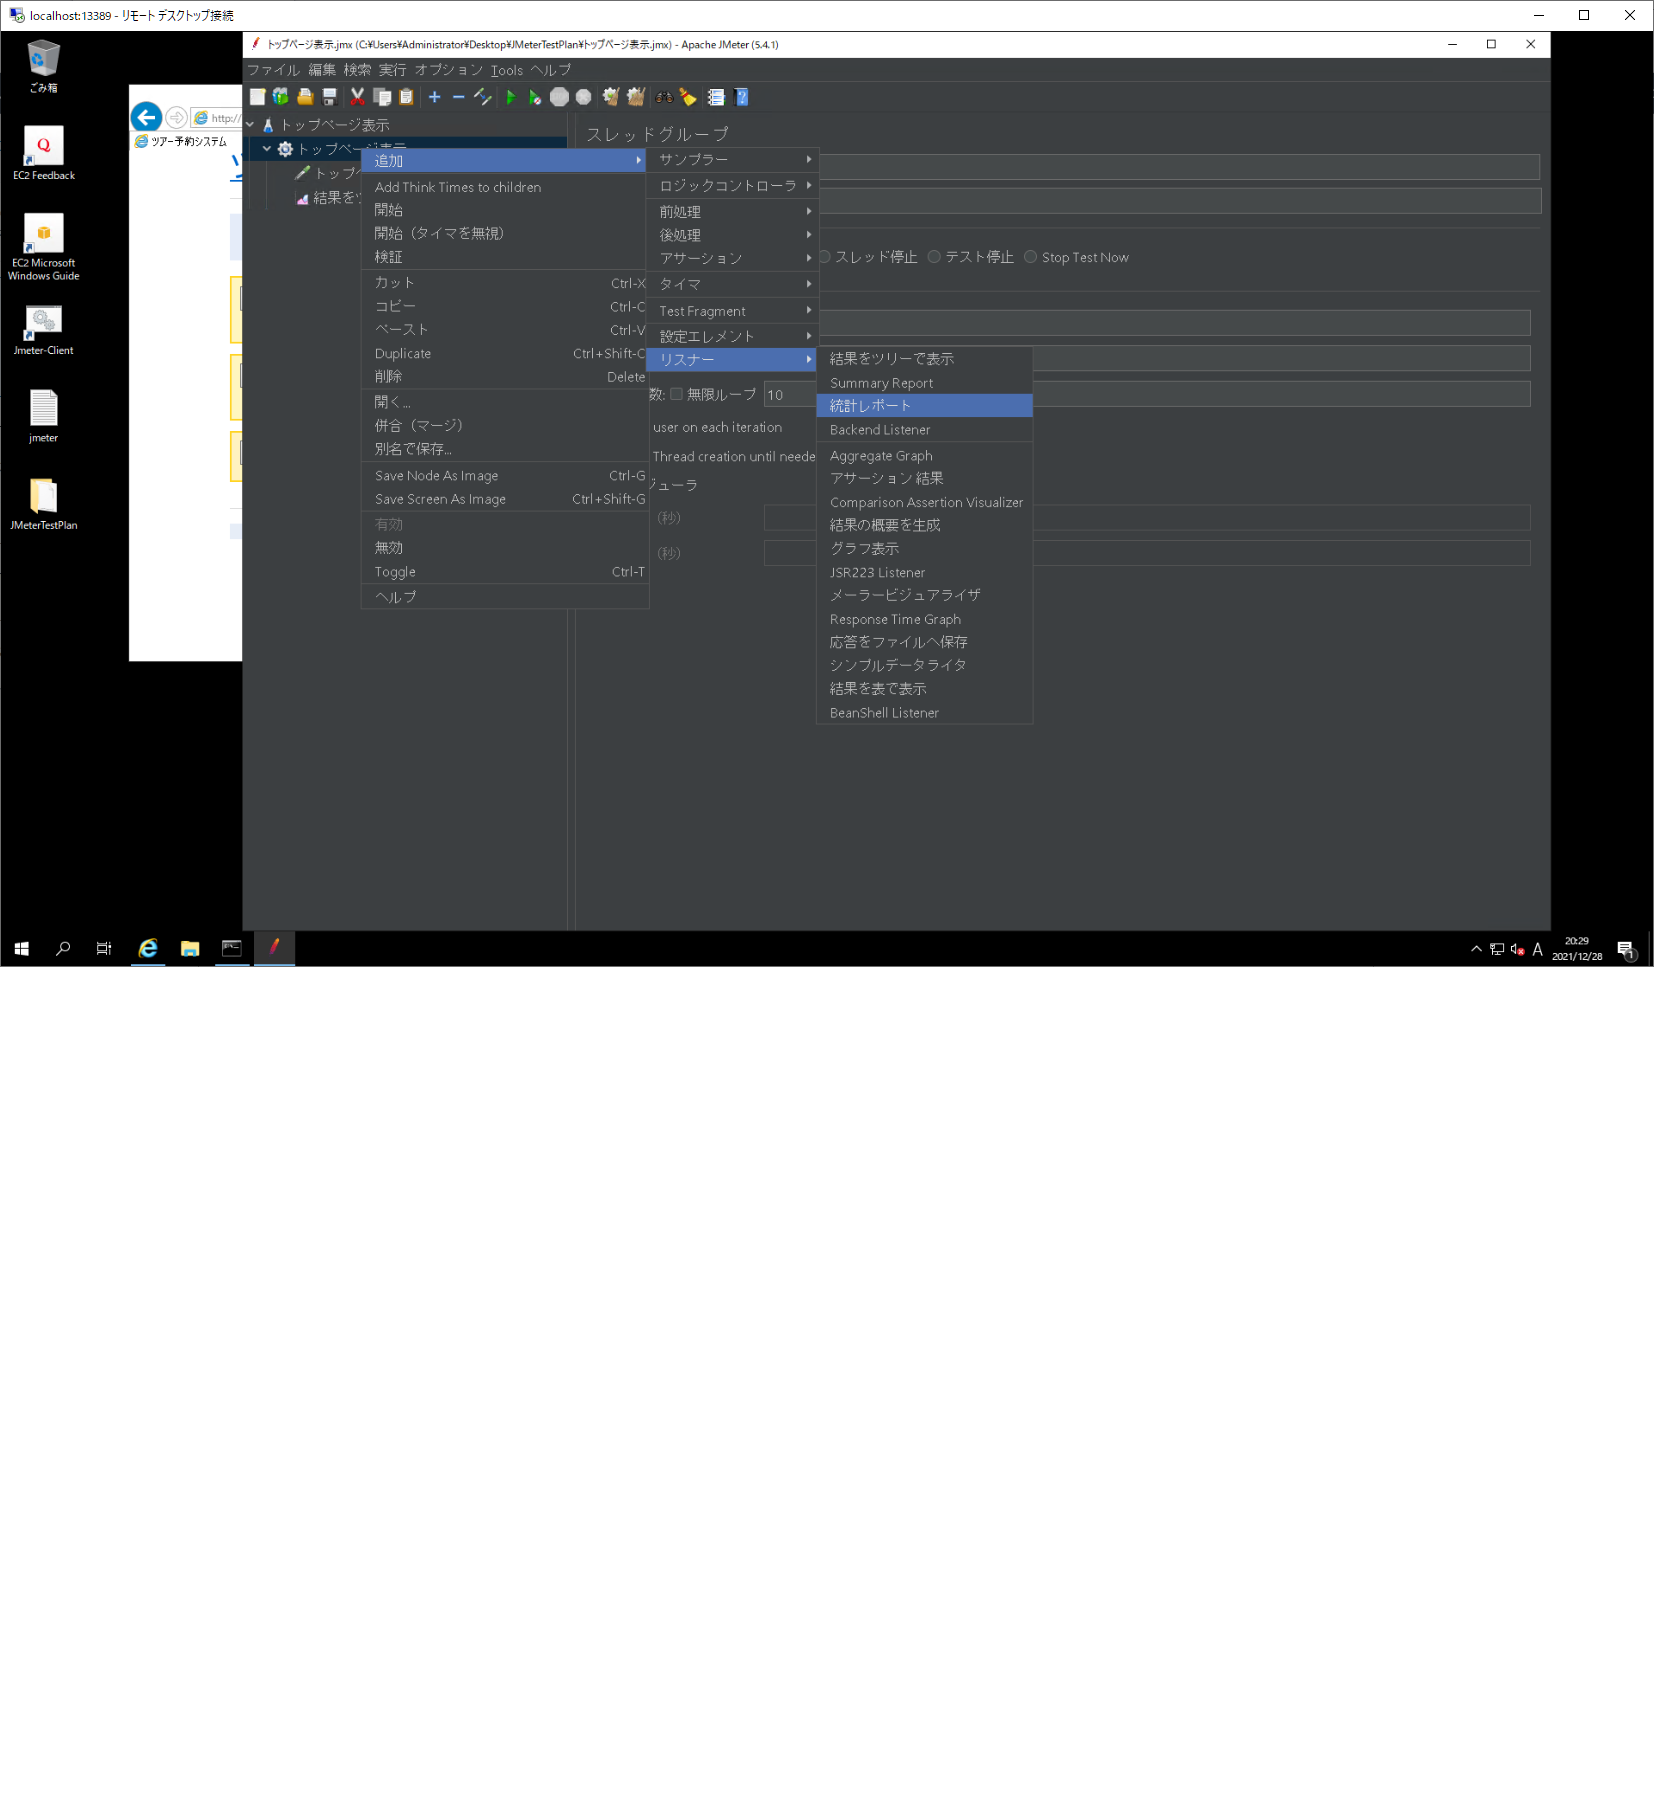 localhost:13389 - リモート デスクトップ接続
ごみ箱
EC2 Feedback
EC2 Microsoft
Windows Guide
Jmeter-Client
jmeter
JMeterTestPlan
http://
ツアー予約システム
トップページ表示.jmx (C:¥Users¥Administrator¥Desktop¥JMeterTestPlan¥トップページ表示.jmx) - Apache JMeter (5.4.1)
ファイル 編集 検索 実行 オプション Tools ヘルプ
トップページ表示
トップページ表示
トップペ
結果を
追加
Add Think Times to children
開始
開始（タイマを無視）
検証
カット Ctrl-X
コピー Ctrl-C
ペースト Ctrl-V
Duplicate Ctrl+Shift-C
削除 Delete
開く...
併合（マージ）
別名で保存...
Save Node As Image Ctrl-G
Save Screen As Image Ctrl+Shift-G
有効
無効
Toggle Ctrl-T
ヘルプ
サンプラー
ロジックコントローラ
前処理
後処理
アサーション
タイマ
Test Fragment
設定エレメント
リスナー
結果をツリーで表示
Summary Report
統計レポート
Backend Listener
Aggregate Graph
アサーション 結果
Comparison Assertion Visualizer
結果の概要を生成
グラフ表示
JSR223 Listener
メーラービジュアライザ
Response Time Graph
応答をファイルへ保存
シンプルデータライタ
結果を表で表示
BeanShell Listener
スレッドグループ
スレッド停止 テスト停止 Stop Test Now
数: 無限ループ 10
user on each iteration
Thread creation until neede
ジューラ
(秒)
(秒)
A
20:29
2021/12/28
1